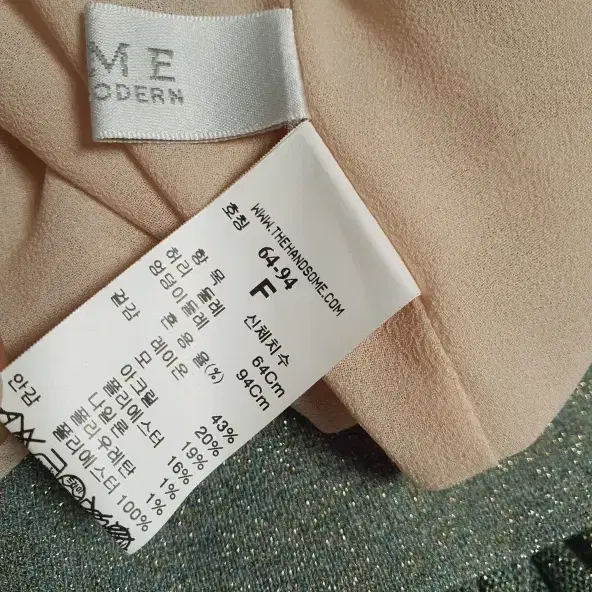 M E
ODERN
WWW.THEHANDSOME.COM
호칭 64-94
F
항 목 신체치수
허리 둘레 64Cm
엉덩이둘레 94Cm
혼 용 율(%)
겉감 레이온 43%
모 20%
아크릴 19%
폴리에스터 16%
나일론 1%
폴리우레탄 1%
안감 폴리에스터 100%